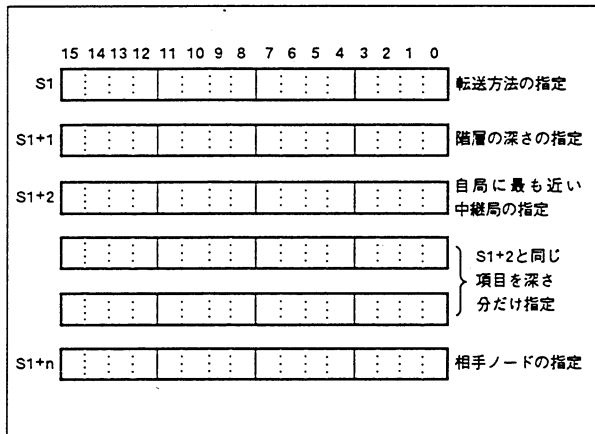 15 14 13 12 11 10 9 8 7 6 5 4 3 2 1 0
S1 転送方法の指定
S1+1 階層の深さの指定
S1+2 自局に最も近い
中継局の指定
S1+2と同じ
項目を深さ
分だけ指定
S1+n 相手ノードの指定